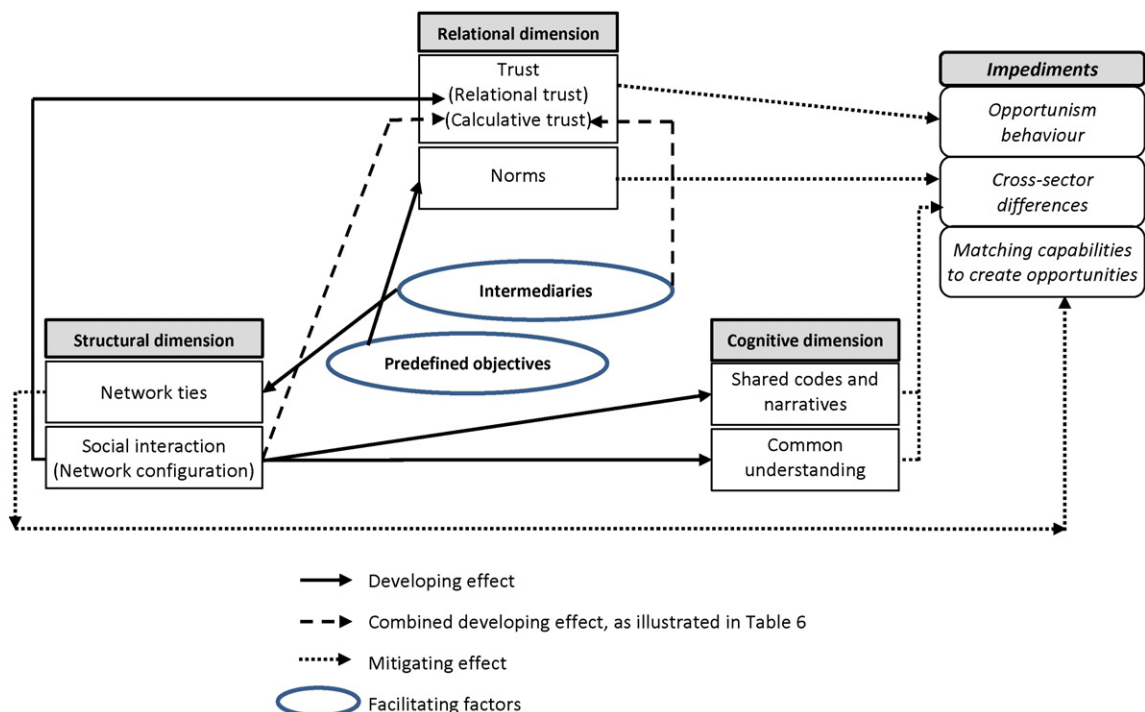 Relational dimension
Trust
(Relational trust)
(Calculative trust)
Norms
Impediments
Opportunism
behaviour
Cross-sector
differences
Matching capabilities
to create opportunities
Intermediaries
Predefined objectives
Structural dimension
Network ties
Social interaction
(Network configuration)
Cognitive dimension
Shared codes and
narratives
Common
understanding
Developing effect
Combined developing effect, as illustrated in Table 6
Mitigating effect
Facilitating factors